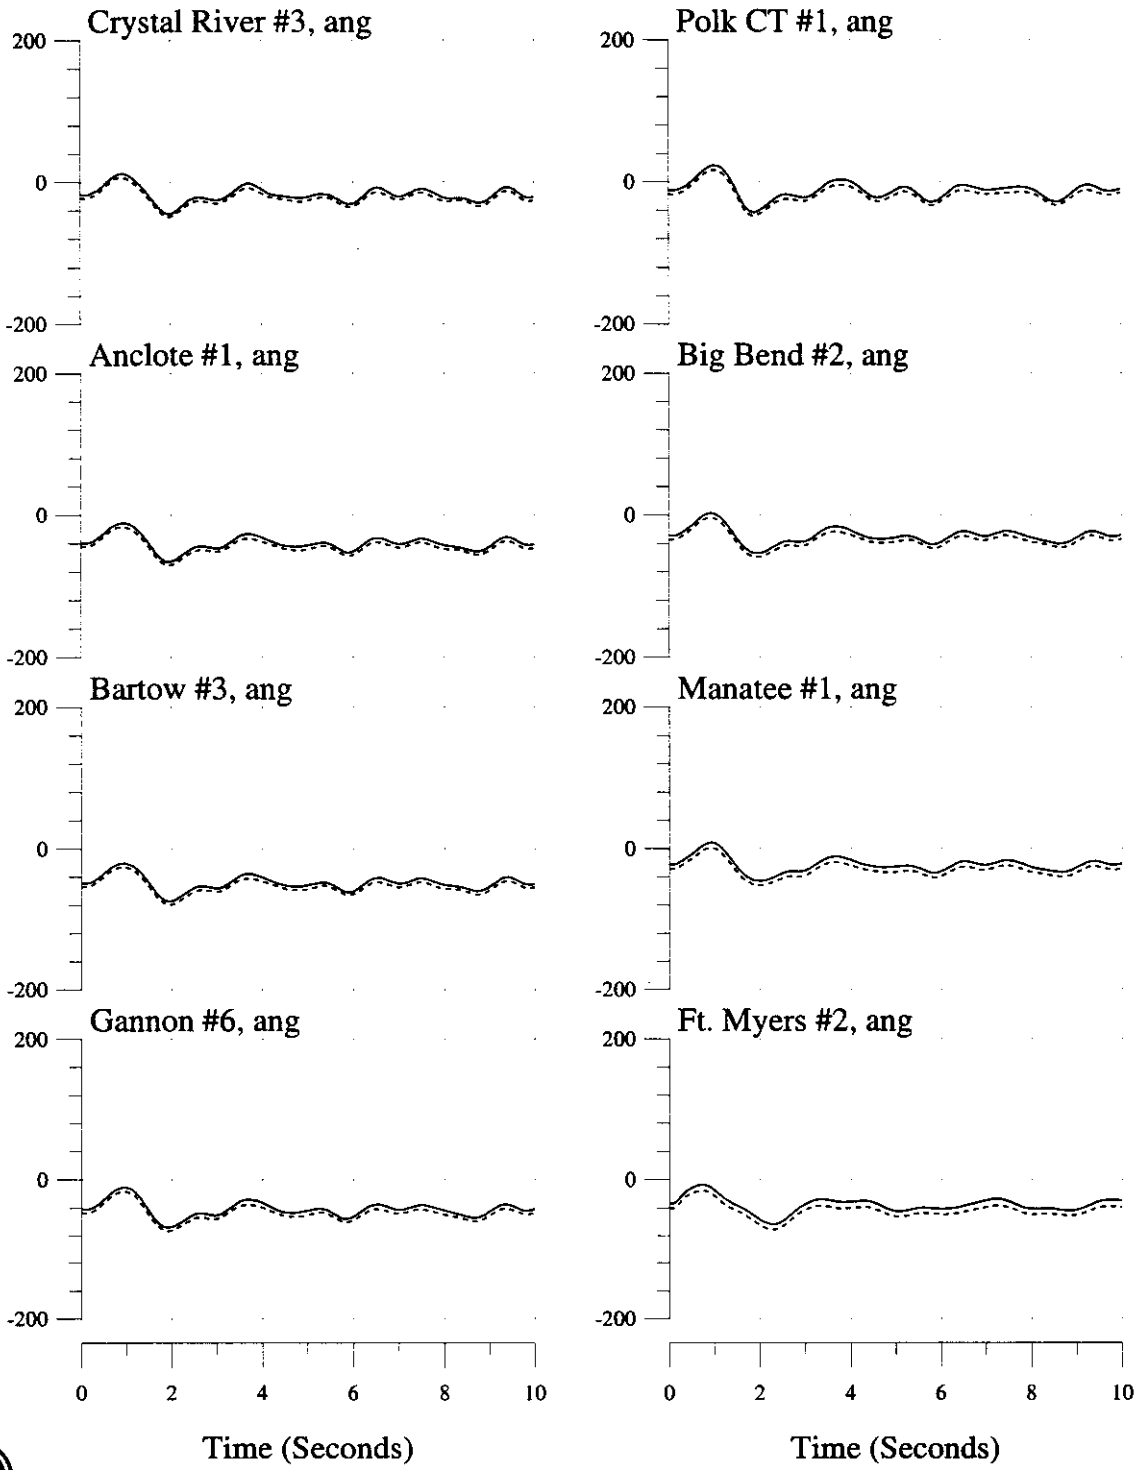 Crystal River #3, ang
200
0
-200
Anclote #1, ang
200
0
-200
Bartow #3, ang
200
0
-200
Gannon #6, ang
200
0
-200
0 2 4 6 8 10
Time (Seconds)
Polk CT #1, ang
200
0
-200
Big Bend #2, ang
200
0
-200
Manatee #1, ang
200
0
-200
Ft. Myers #2, ang
200
0
-200
0 2 4 6 8 10
Time (Seconds)